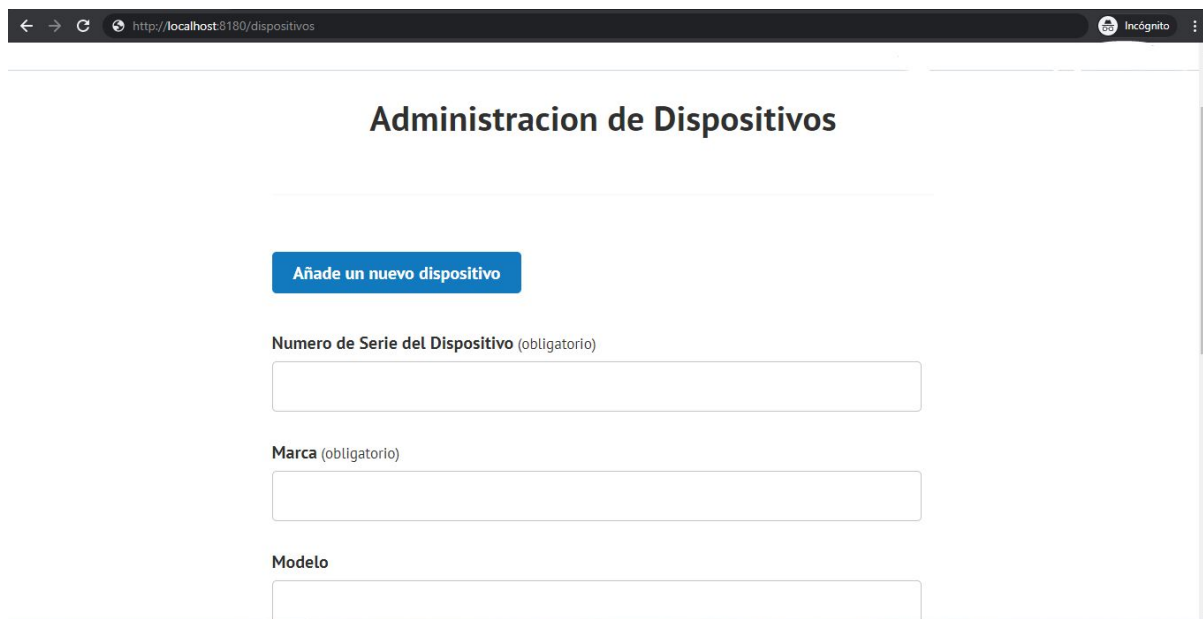 http://localhost:8180/dispositivos
Incógnito
Administracion de Dispositivos
Añade un nuevo dispositivo
Numero de Serie del Dispositivo (obligatorio)
Marca (obligatorio)
Modelo